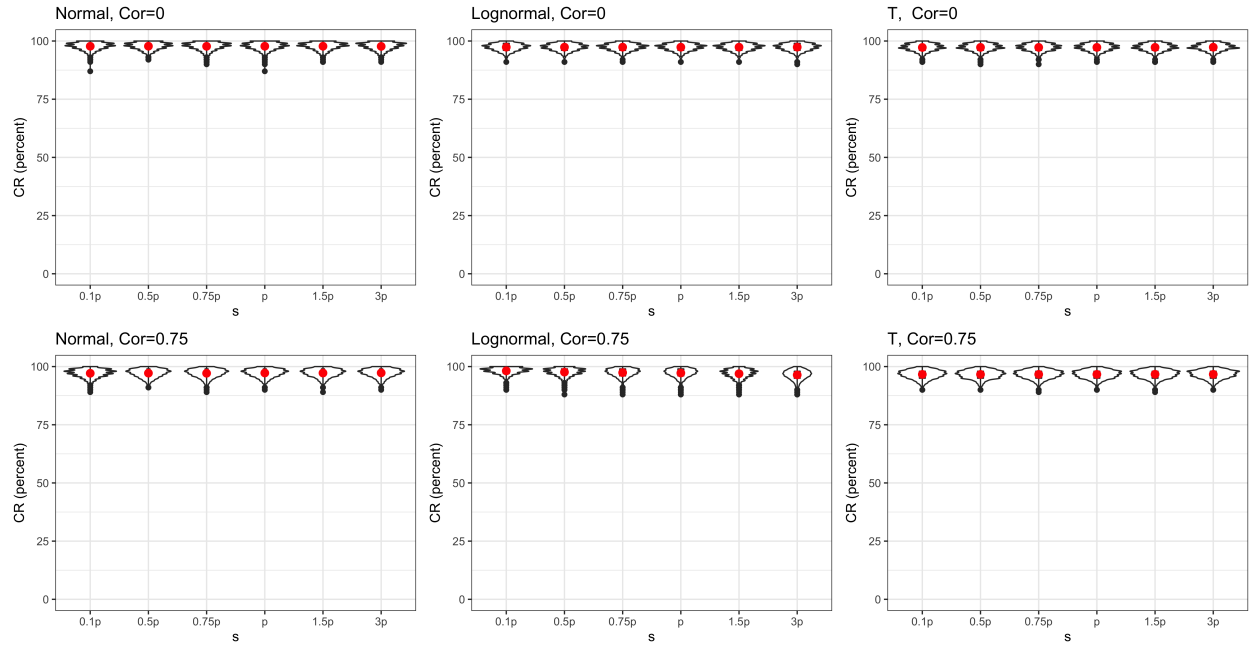 Normal, Cor=0
100
75
50
25
0
CR (percent)
0.1p 0.5p 0.75p p 1.5p 3p
s
Lognormal, Cor=0
100
75
50
25
0
CR (percent)
0.1p 0.5p 0.75p p 1.5p 3p
s
T, Cor=0
100
75
50
25
0
CR (percent)
0.1p 0.5p 0.75p p 1.5p 3p
s
Normal, Cor=0.75
100
75
50
25
0
CR (percent)
0.1p 0.5p 0.75p p 1.5p 3p
s
Lognormal, Cor=0.75
100
75
50
25
0
CR (percent)
0.1p 0.5p 0.75p p 1.5p 3p
s
T, Cor=0.75
100
75
50
25
0
CR (percent)
0.1p 0.5p 0.75p p 1.5p 3p
s